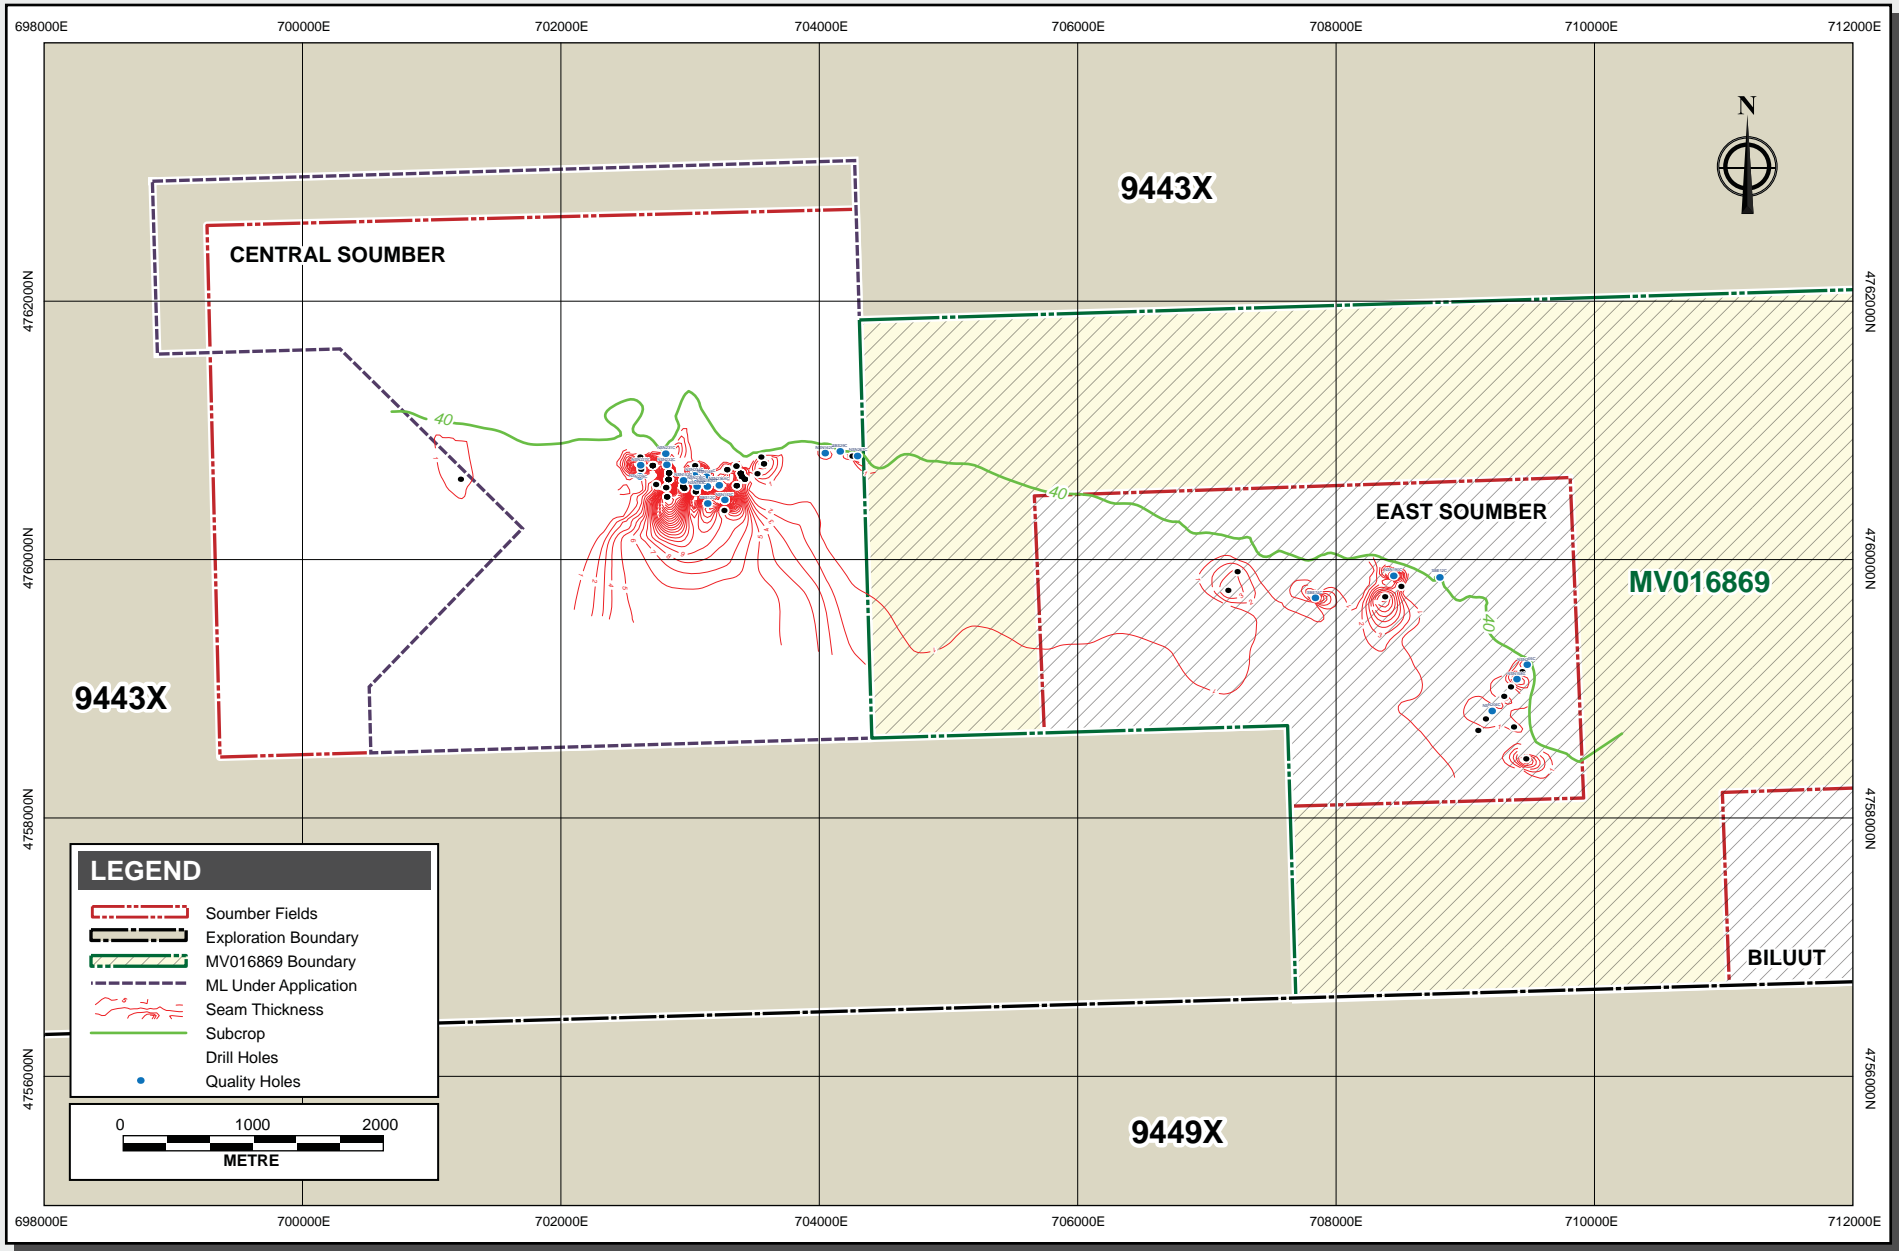 698000E 700000E 702000E 704000E 706000E 708000E 710000E 712000E
N
9443X
CENTRAL SOUMBER
4762000N
4762000N
40
40
EAST SOUMBER
4760000N
4760000N
MV016869
40
9443X
4758000N
4758000N
LEGEND
Soumber Fields
Exploration Boundary
MV016869 Boundary
ML Under Application
Seam Thickness
Subcrop
Drill Holes
Quality Holes
BILUUT
4756000N
4756000N
0 1000 2000
METRE
9449X
698000E 700000E 702000E 704000E 706000E 708000E 710000E 712000E